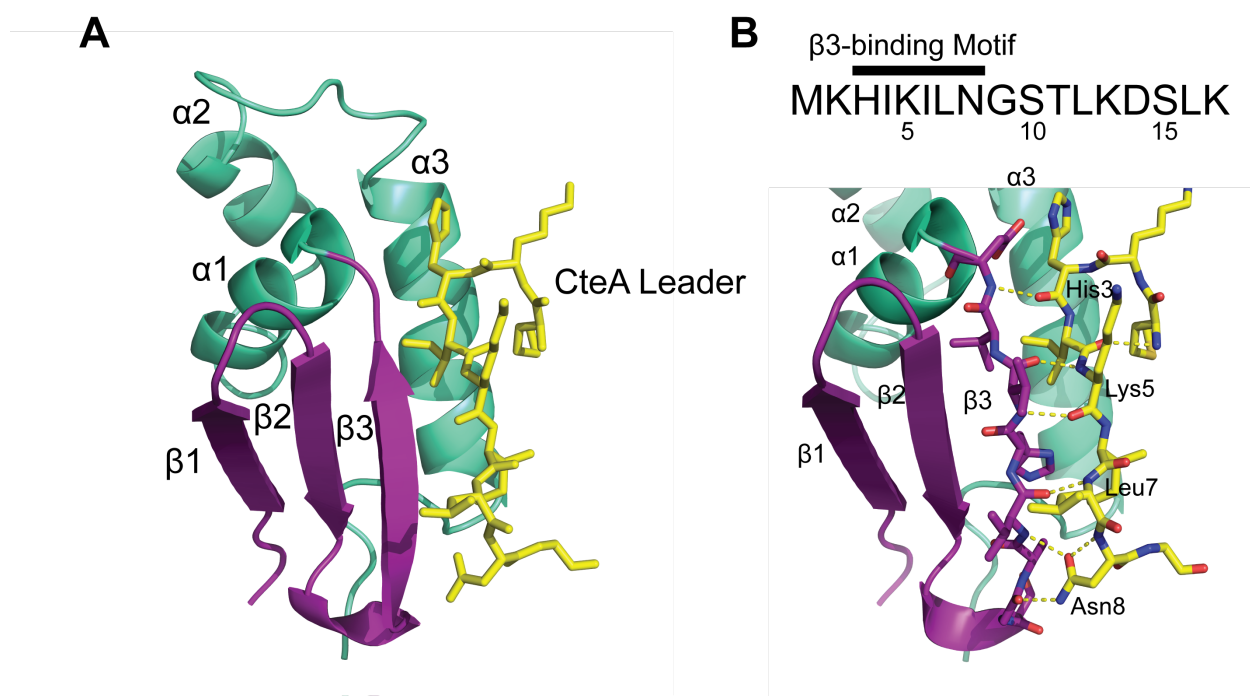 A
α2
α3
α1
CteA Leader
β2
β3
β1
B
β3-binding Motif
MKHIKILNGSTLKDSLK
5 10 15
α3
α2
α1
His3
Lys5
β2
β3
β1
Leu7
Asn8